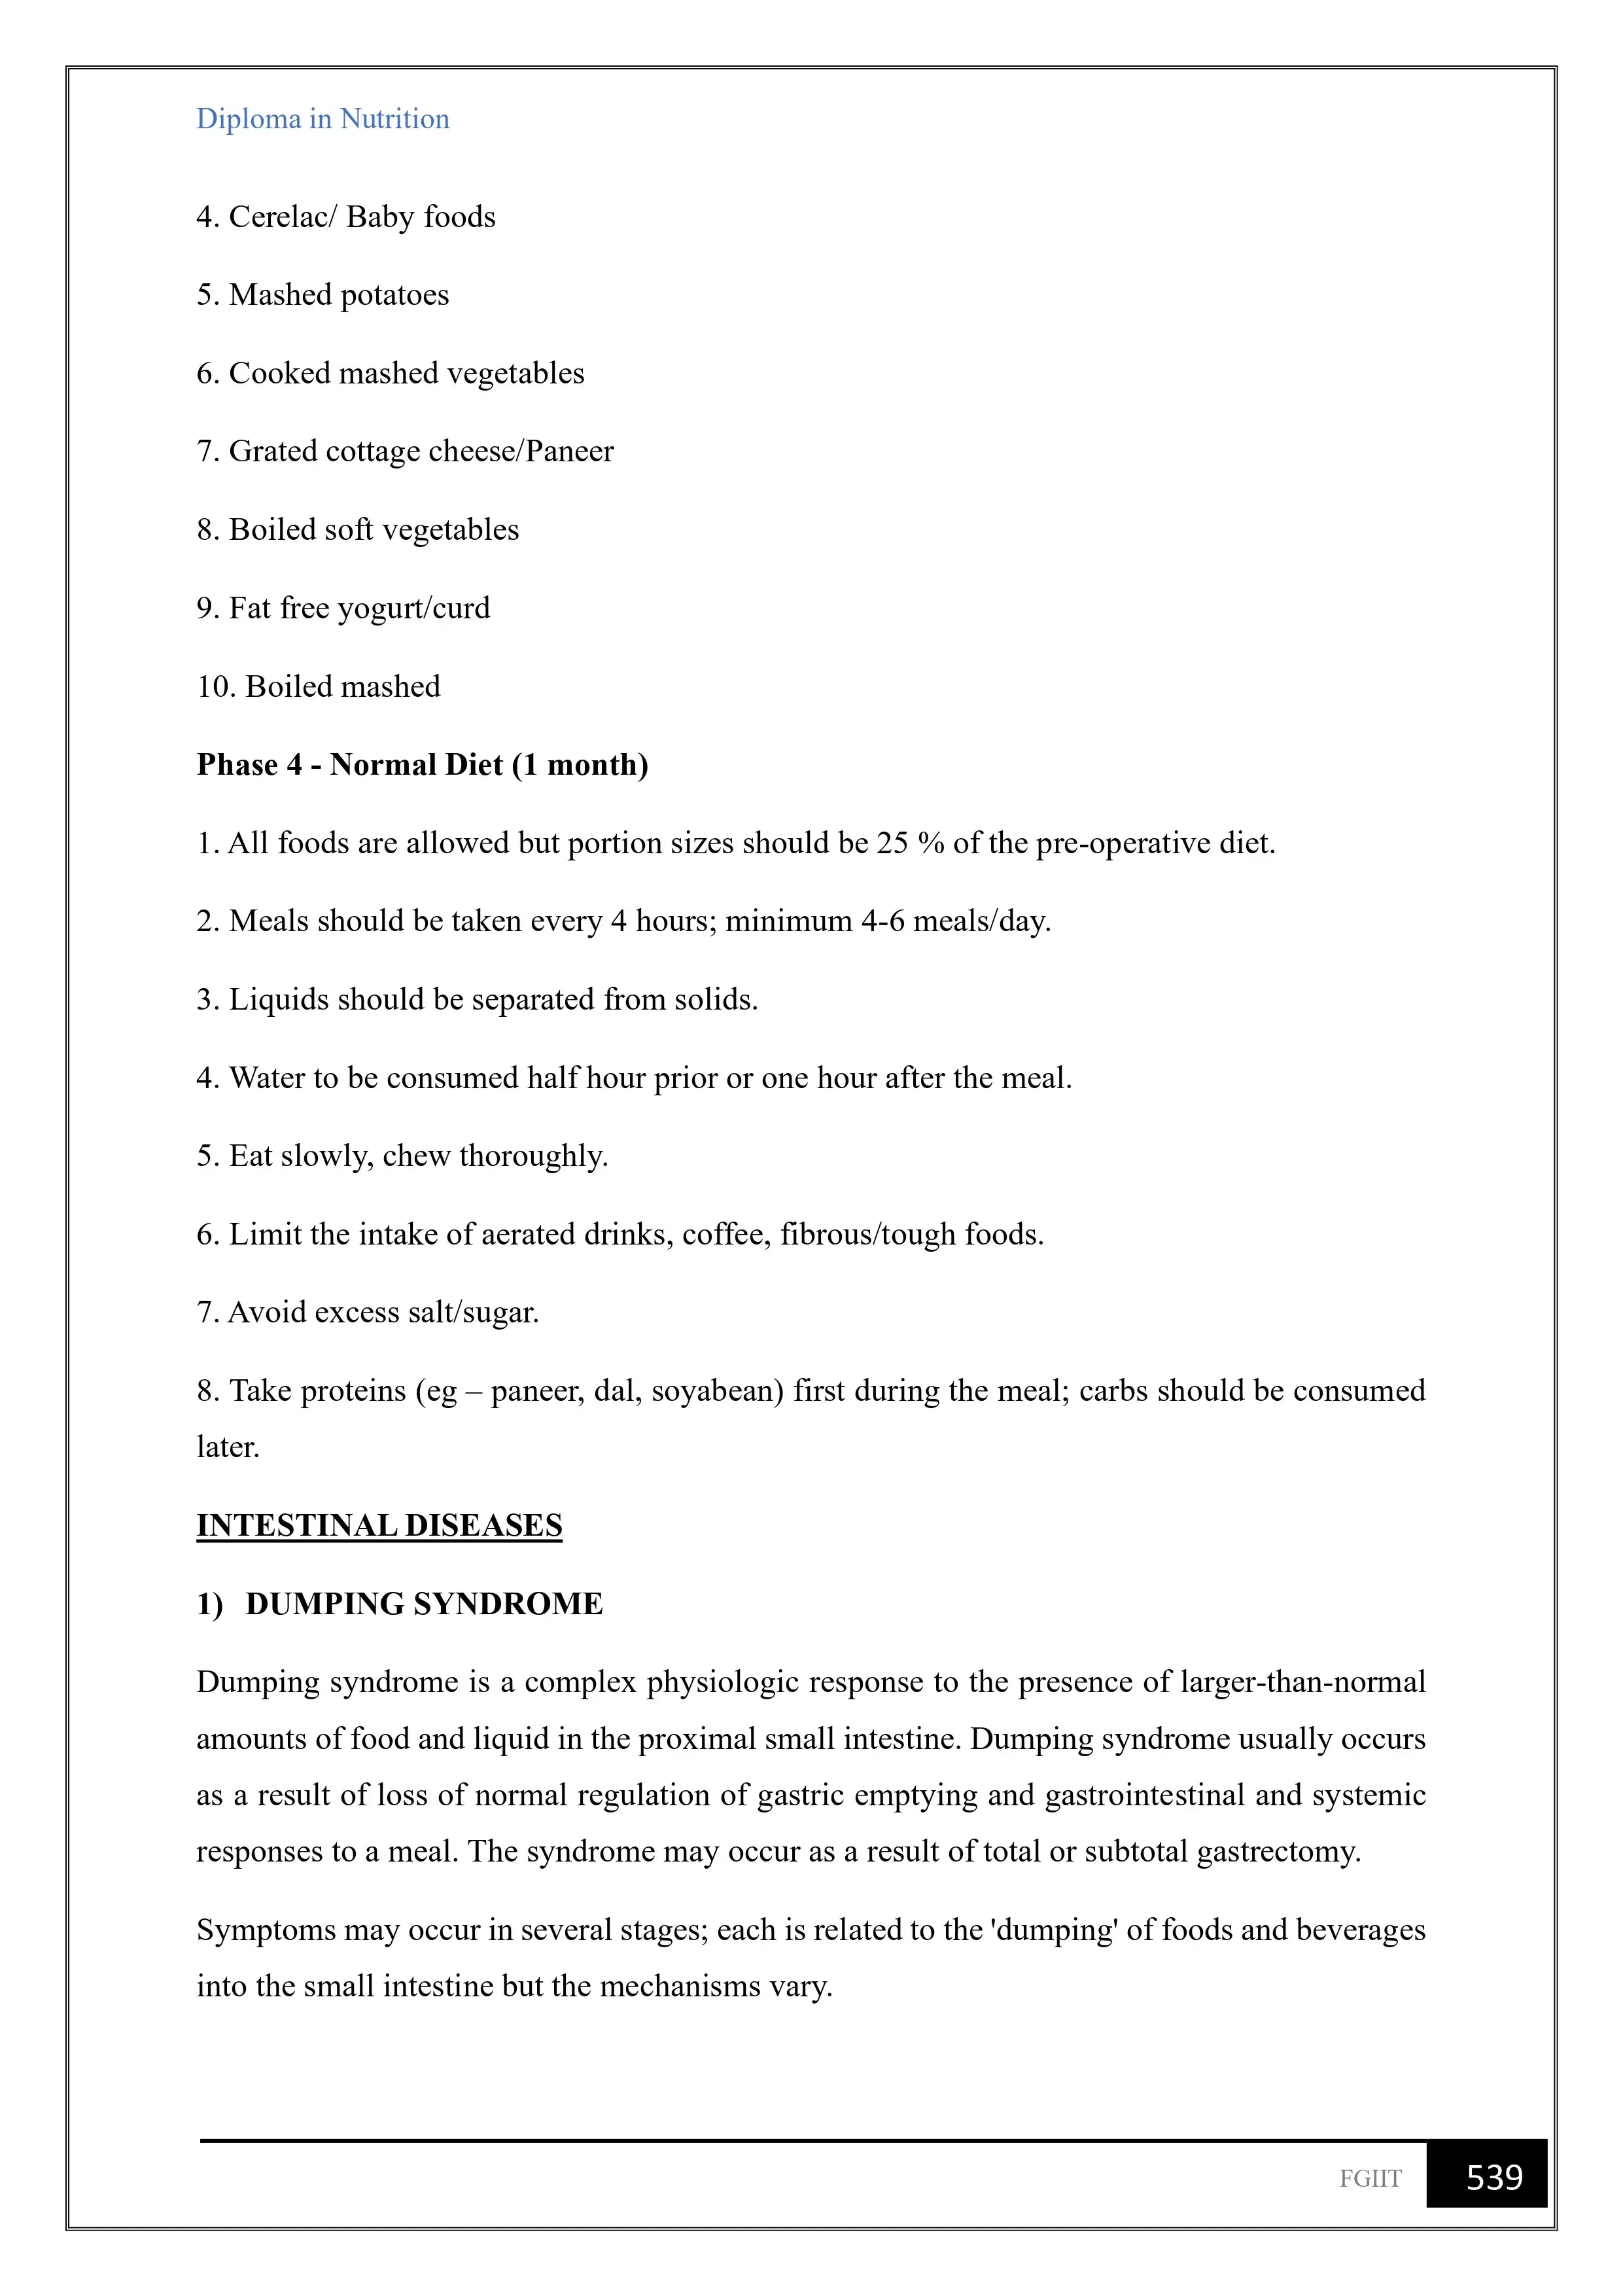 Diploma in Nutrition
4. Cerelac/ Baby foods
5. Mashed potatoes
6. Cooked mashed vegetables
7. Grated cottage cheese/Paneer
8. Boiled soft vegetables
9. Fat free yogurt/curd
10. Boiled mashed
Phase 4 - Normal Diet (1 month)
1. All foods are allowed but portion sizes should be 25 % of the pre-operative diet.
2. Meals should be taken every 4 hours; minimum 4-6 meals/day.
3. Liquids should be separated from solids.
4. Water to be consumed half hour prior or one hour after the meal.
5. Eat slowly, chew thoroughly.
6. Limit the intake of aerated drinks, coffee, fibrous/tough foods.
7. Avoid excess salt/sugar.
8. Take proteins (eg – paneer, dal, soyabean) first during the meal; carbs should be consumed
later.
INTESTINAL DISEASES
1) DUMPING SYNDROME
Dumping syndrome is a complex physiologic response to the presence of larger-than-normal
amounts of food and liquid in the proximal small intestine. Dumping syndrome usually occurs
as a result of loss of normal regulation of gastric emptying and gastrointestinal and systemic
responses to a meal. The syndrome may occur as a result of total or subtotal gastrectomy.
Symptoms may occur in several stages; each is related to the 'dumping' of foods and beverages
into the small intestine but the mechanisms vary.
FGIIT 539